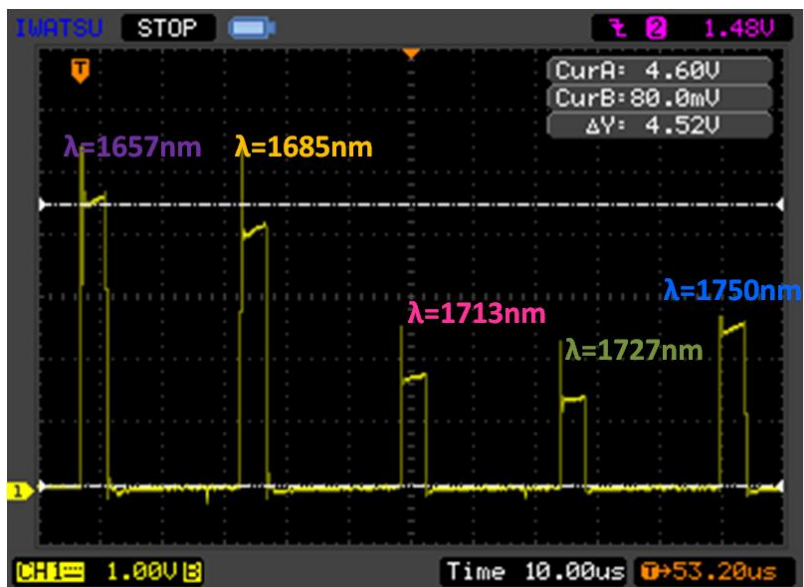 IWATSU STOP 2 1.48V
T
CurA: 4.60V
CurB:80.0mV
ΔY: 4.52V
λ=1657nm λ=1685nm
λ=1750nm
λ=1713nm
λ=1727nm
1
CH1 1.00V B Time 10.00us T→53.20us